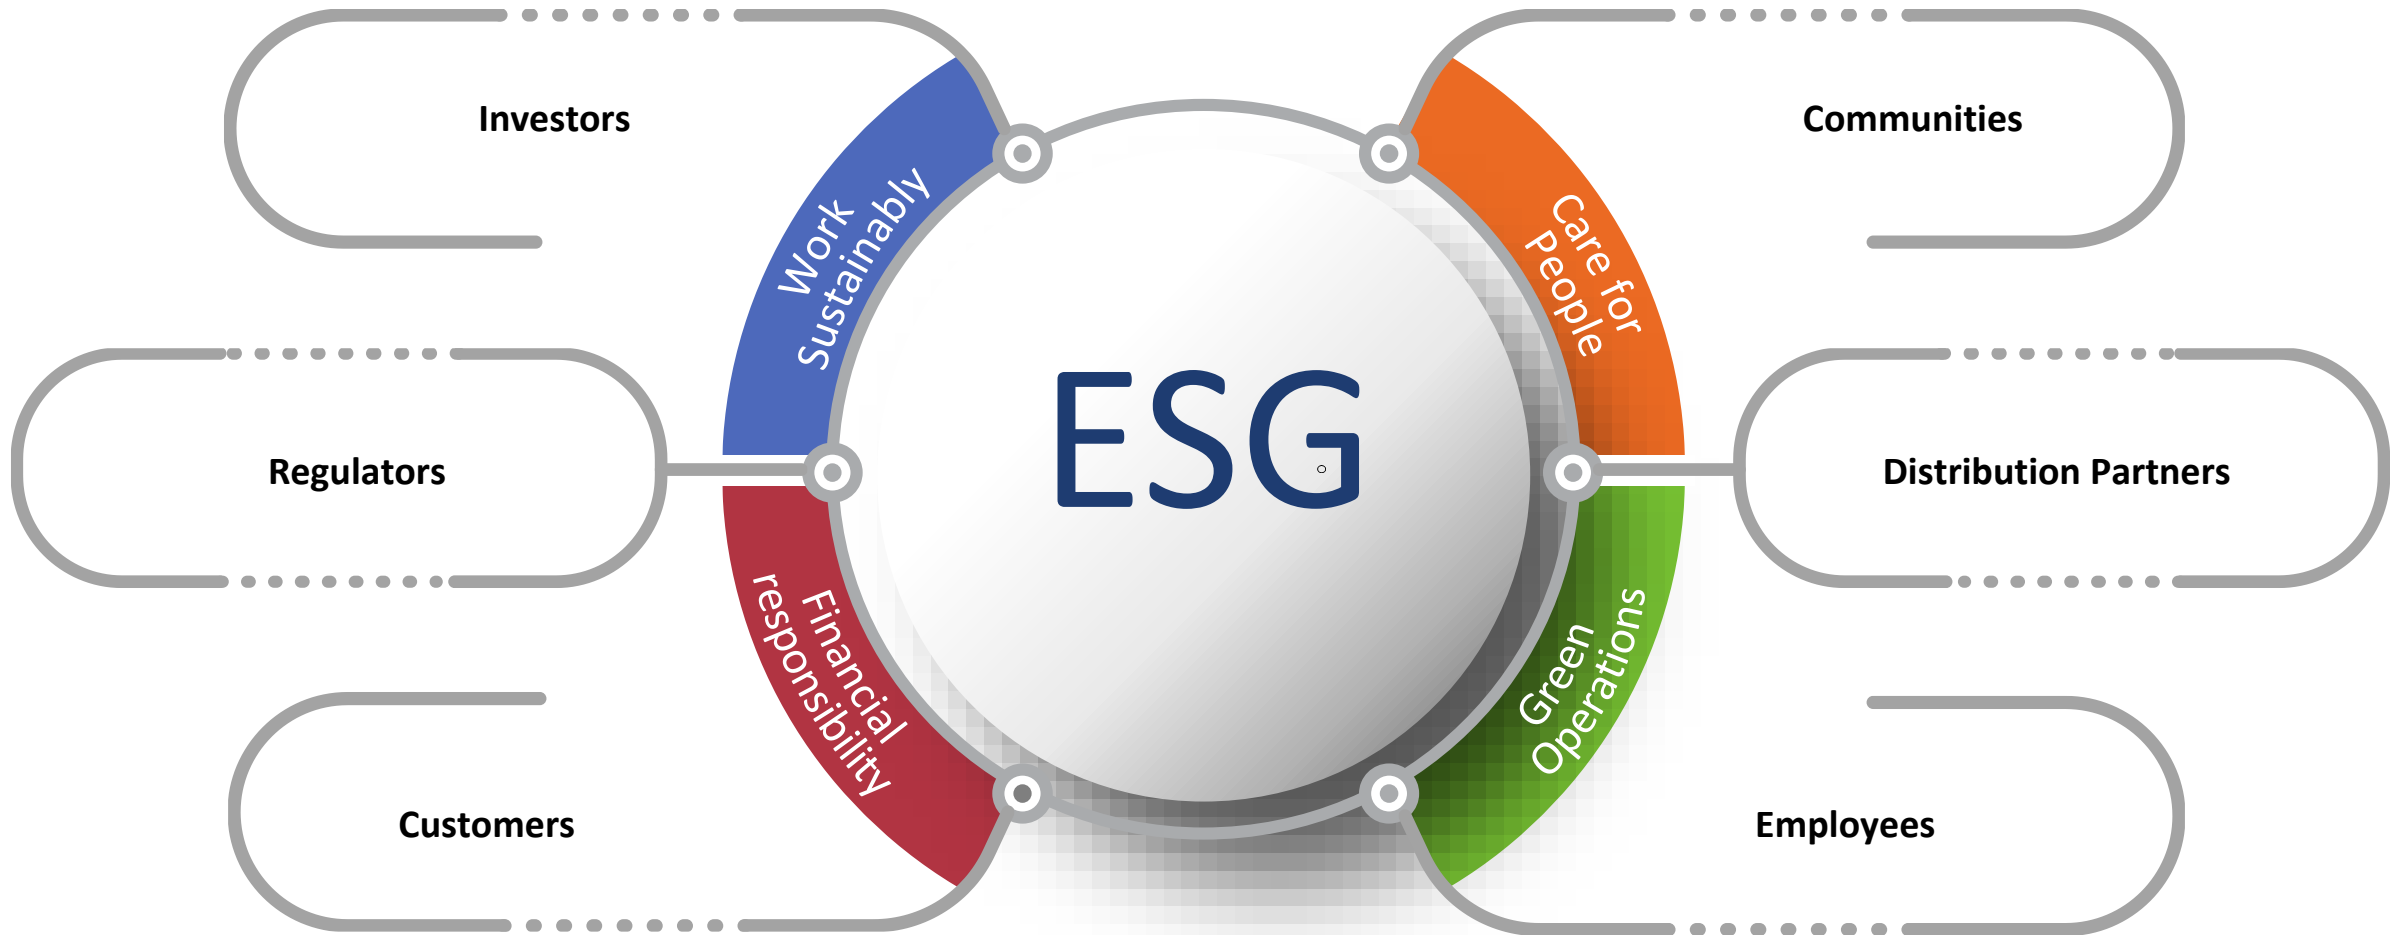 Investors
Communities
Work
Sustainably
Care for
People
ESG
Regulators
Distribution Partners
Financial
responsibility
Green
Operations
Customers
Employees